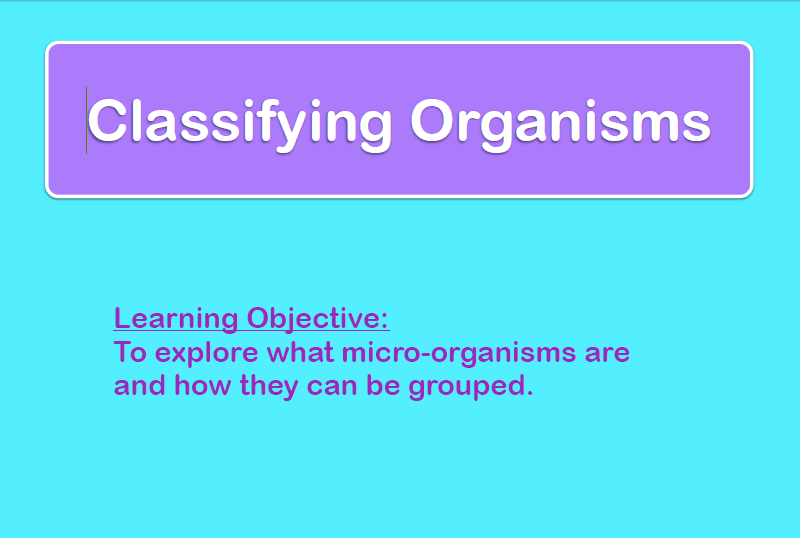 Classifying Organisms
Learning Objective:
To explore what micro-organisms are
and how they can be grouped.